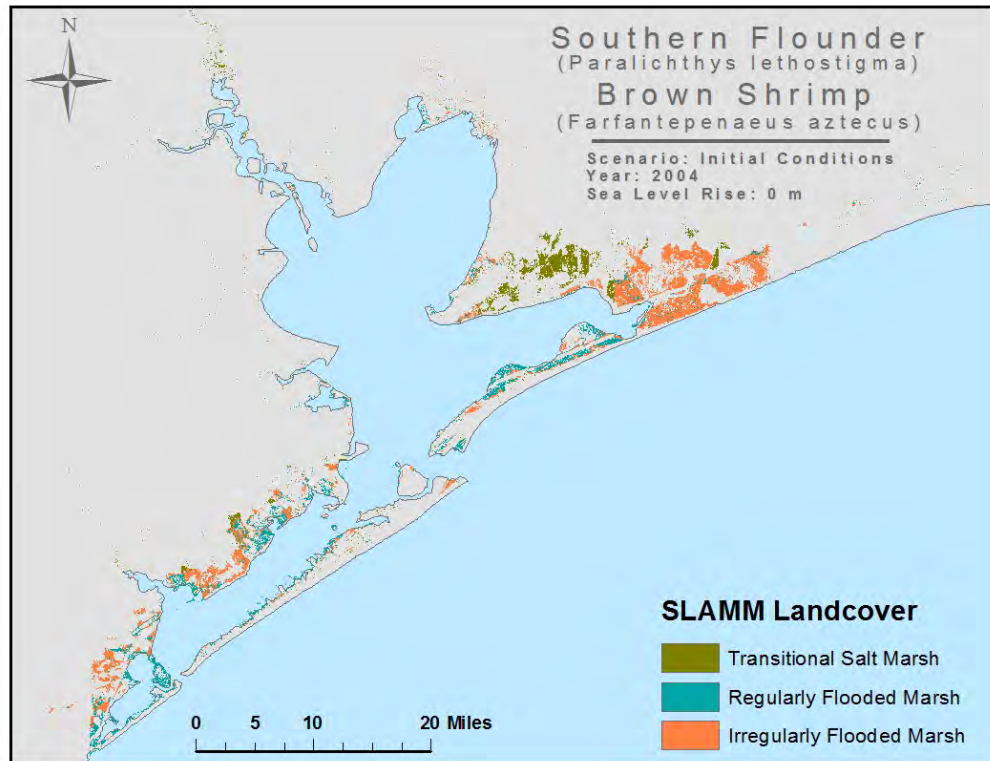 N
Southern Flounder
(Paralichthys lethostigma)
Brown Shrimp
(Farfantepenaeus aztecus)
Scenario: Initial Conditions
Year: 2004
Sea Level Rise: 0 m
SLAMM Landcover
Transitional Salt Marsh
Regularly Flooded Marsh
Irregularly Flooded Marsh
0 5 10 20 Miles